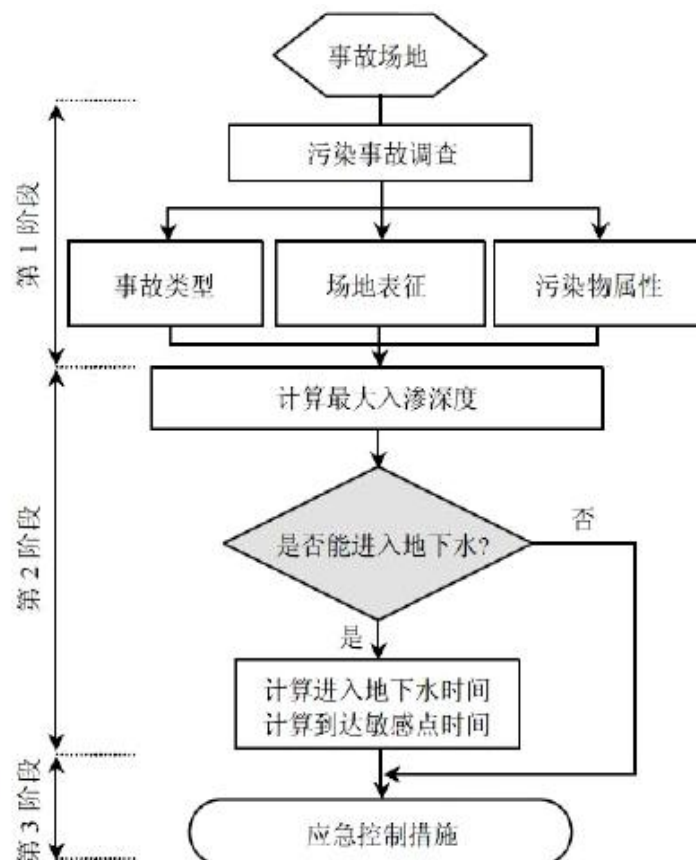 事故场地
污染事故调查
第 1 阶段
事故类型
场地表征
污染物属性
计算最大入渗深度
第 2 阶段
是否能进入地下水?
否
是
计算进入地下水时间
计算到达敏感点时间
第 3 阶段
应急控制措施